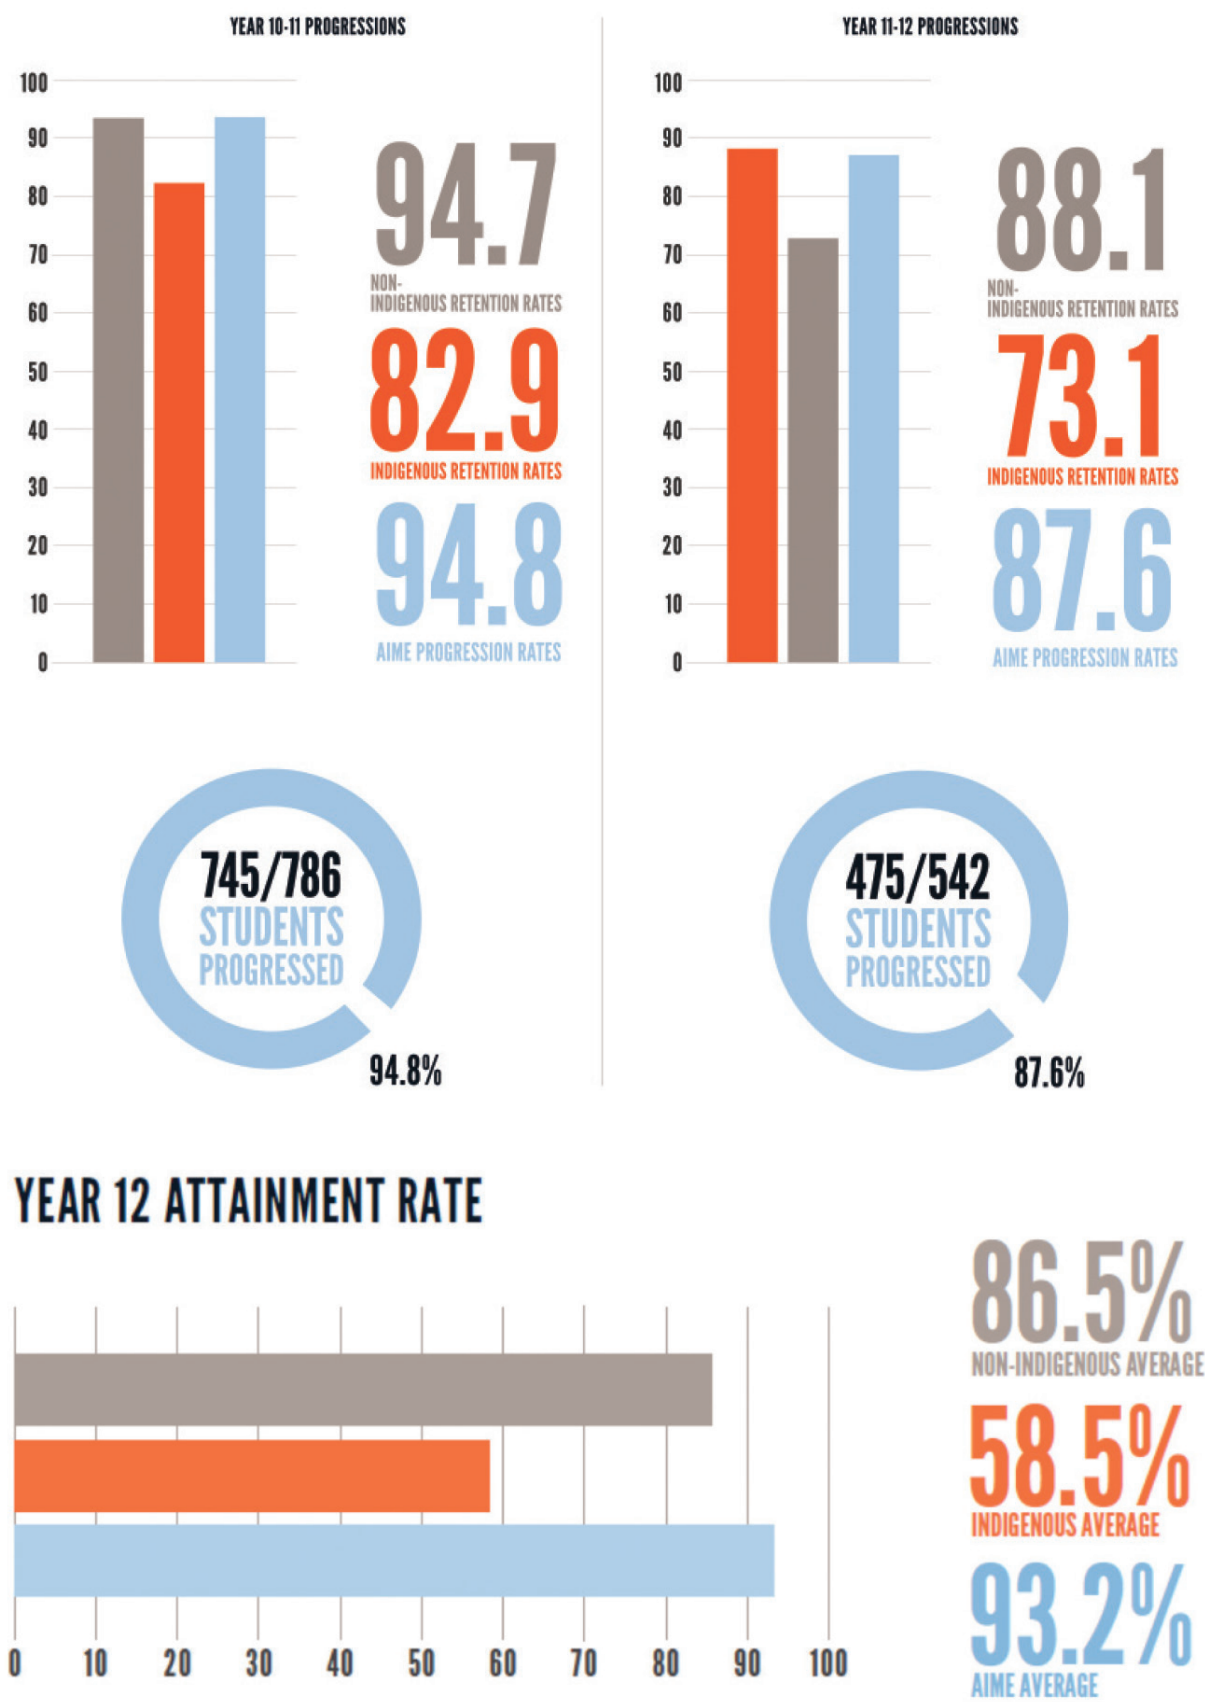 YEAR 10-11 PROGRESSIONS
100
90
80
70
60
50
40
30
20
10
0
94.7
NON-
INDIGENOUS RETENTION RATES
82.9
INDIGENOUS RETENTION RATES
94.8
AIME PROGRESSION RATES
745/786
STUDENTS
PROGRESSED
94.8%
YEAR 11-12 PROGRESSIONS
100
90
80
70
60
50
40
30
20
10
0
88.1
NON-
INDIGENOUS RETENTION RATES
73.1
INDIGENOUS RETENTION RATES
87.6
AIME PROGRESSION RATES
475/542
STUDENTS
PROGRESSED
87.6%
YEAR 12 ATTAINMENT RATE
0 10 20 30 40 50 60 70 80 90 100
86.5%
NON-INDIGENOUS AVERAGE
58.5%
INDIGENOUS AVERAGE
93.2%
AIME AVERAGE